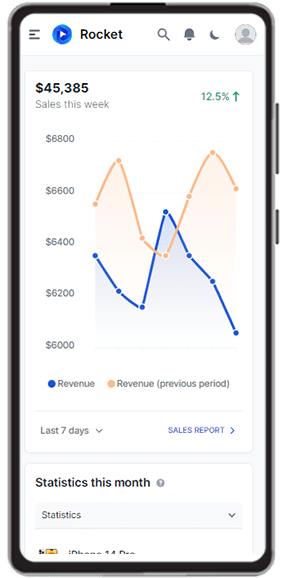 Rocket
$45,385
12.5%
Sales this week
$6800
$6600
$6400
$6200
$6000
Revenue Revenue (previous period)
Last 7 days SALES REPORT
Statistics this month
Statistics
iPhone 14 Pro